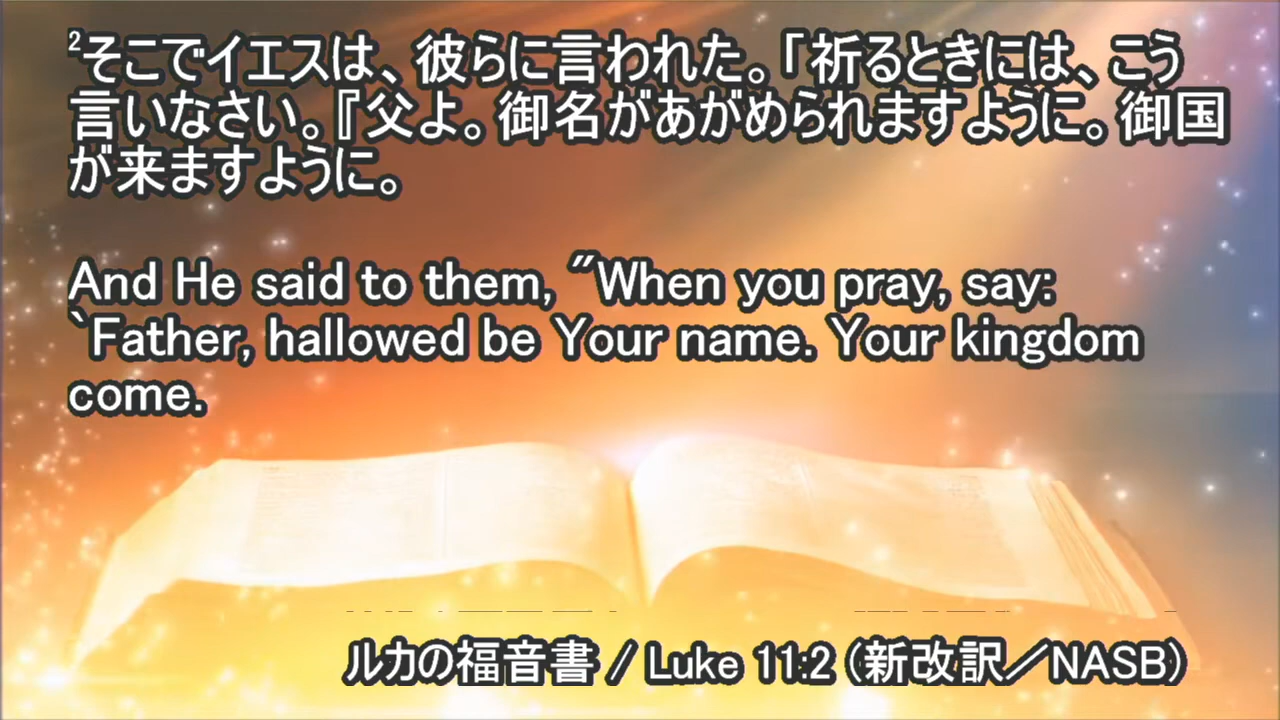 ²そこでイエスは、彼らに言われた。「祈るときには、こう
言いなさい。『父よ。御名があがめられますように。御国
が来ますように。
And He said to them, "When you pray, say:
`Father, hallowed be Your name. Your kingdom
come.
ルカの福音書 / Luke 11:2 (新改訳／NASB)